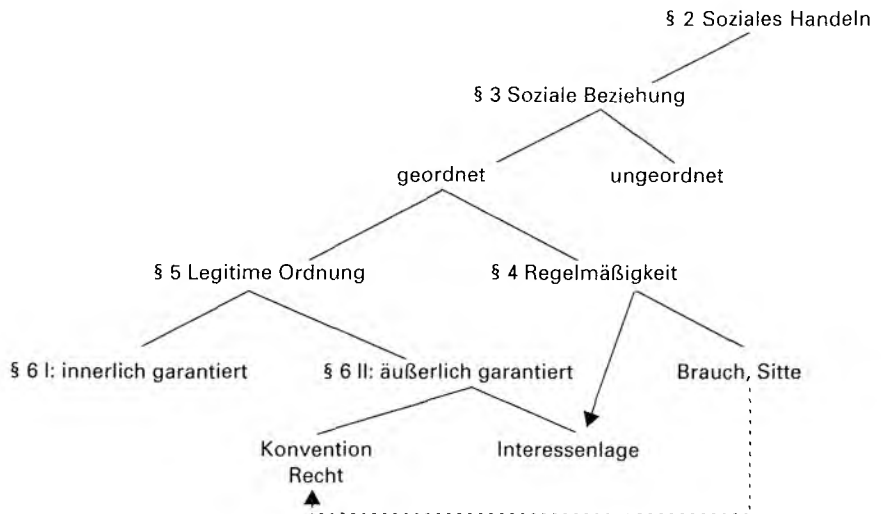 § 2 Soziales Handeln
§ 3 Soziale Beziehung
geordnet
ungeordnet
§ 5 Legitime Ordnung
§ 4 Regelmäßigkeit
§ 6 I: innerlich garantiert
§ 6 II: äußerlich garantiert
Brauch, Sitte
Konvention
Recht
Interessenlage